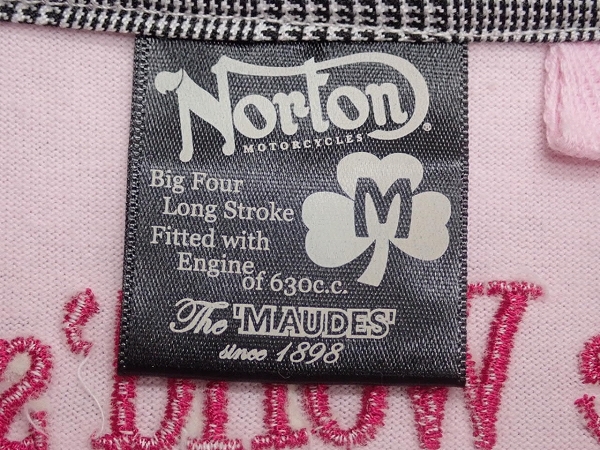 Norton®
MOTORCYCLES
Big Four
Long Stroke
Fitted with
Engine
of 630c.c.
M
The 'MAUDES'
since 1898